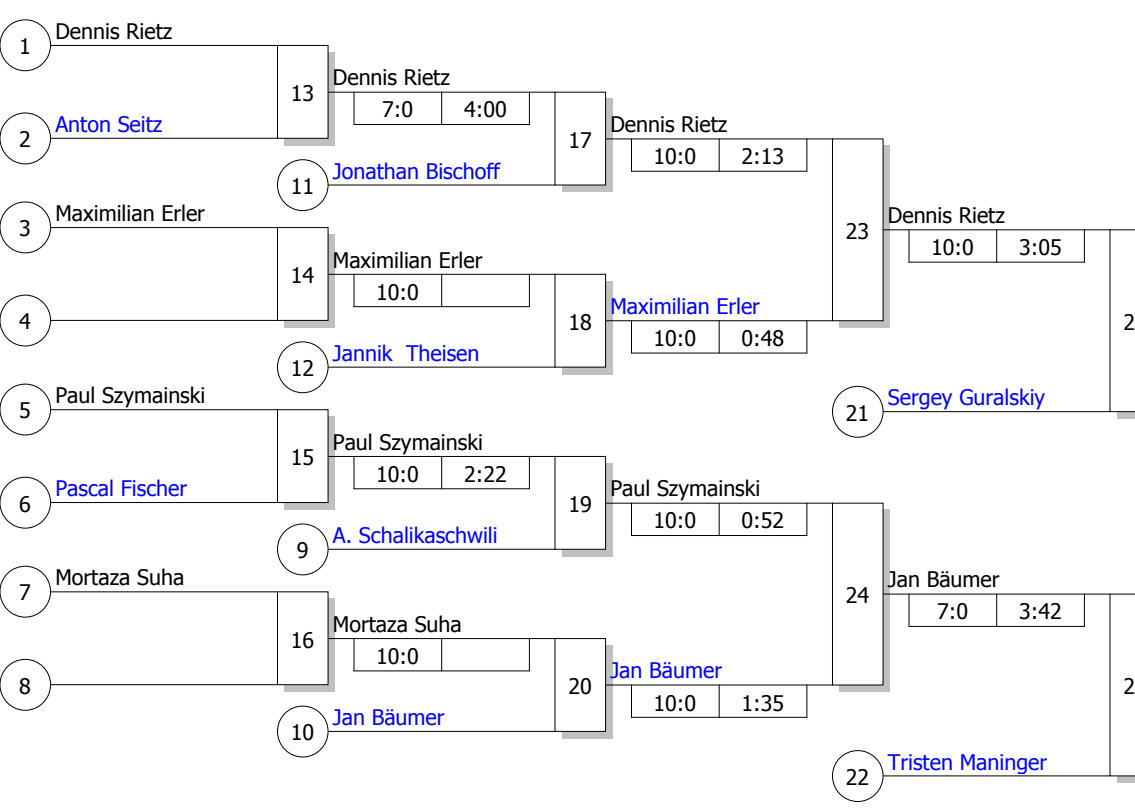 Dennis Rietz
1
13
Dennis Rietz
7:0 4:00
2
Anton Seitz
17
Dennis Rietz
10:0 2:13
11
Jonathan Bischoff
3
Maximilian Erler
23
Dennis Rietz
10:0 3:05
14
Maximilian Erler
10:0
4
18
Maximilian Erler
10:0 0:48
12
Jannik Theisen
2
5
Paul Szymainski
21
Sergey Guralskiy
15
Paul Szymainski
10:0 2:22
6
Pascal Fischer
19
Paul Szymainski
10:0 0:52
9
A. Schalikaschwili
7
Mortaza Suha
24
Jan Bäumer
7:0 3:42
16
Mortaza Suha
10:0
8
20
Jan Bäumer
10:0 1:35
10
Jan Bäumer
2
22
Tristen Maninger